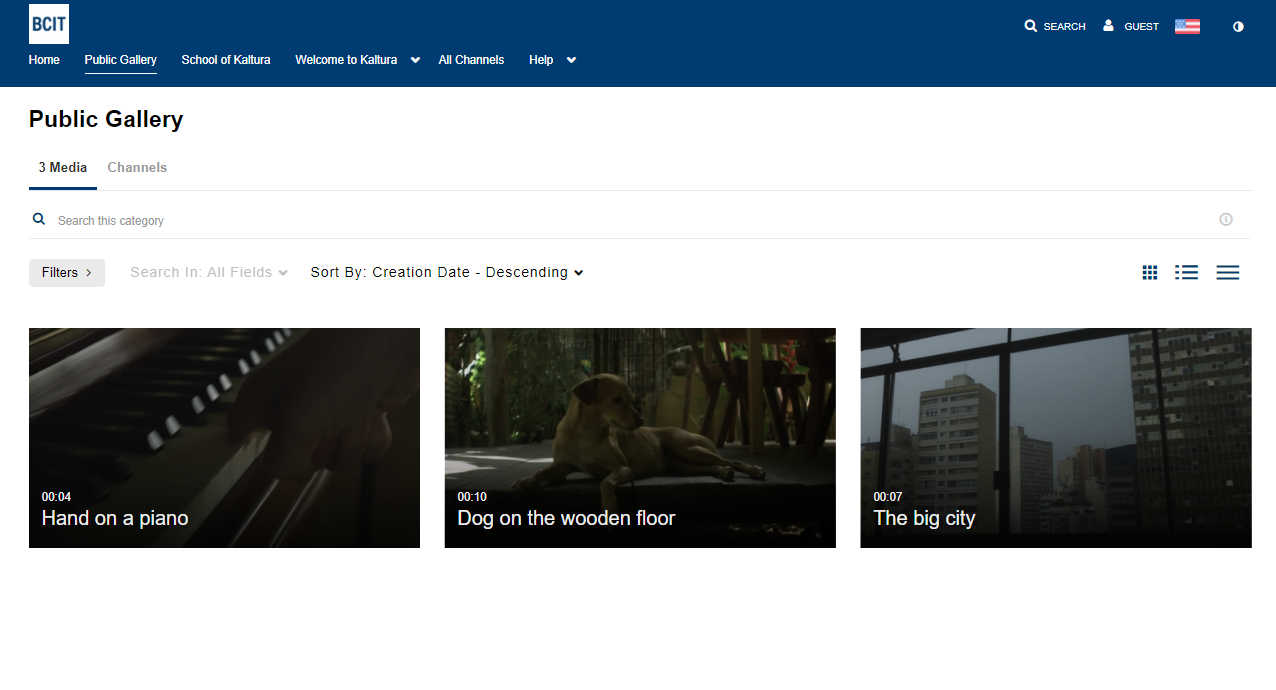 BCIT
SEARCH GUEST
Home Public Gallery School of Kaltura Welcome to Kaltura All Channels Help
Public Gallery
3 Media Channels
Search this category
Filters Search In: All Fields Sort By: Creation Date - Descending
00:04
Hand on a piano
00:10
Dog on the wooden floor
00:07
The big city